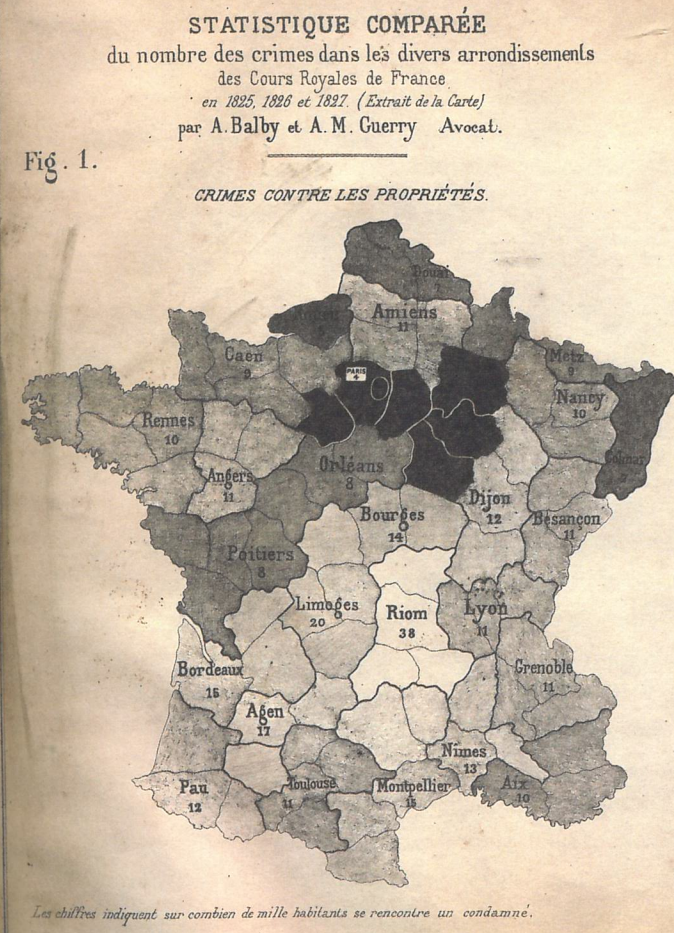 STATISTIQUE COMPARÉE
du nombre des crimes dans les divers arrondissements
des Cours Royales de France
en 1825, 1826 et 1827. (Extrait de la Carte)
par A. Balby et A. M. Guerry Avocat.
Fig. 1.
CRIMES CONTRE LES PROPRIÉTÉS.
Douai
7
Amiens
11
Caen
9
Metz
9
PARIS
4
Nancy
10
Rennes
10
Colmar
7
Orléans
8
Angers
11
Dijon
12
Bourges
14
Besançon
11
Poitiers
8
Limoges
20
Riom
38
Lyon
11
Bordeaux
15
Grenoble
11
Agen
17
Nîmes
13
Pau
12
Toulouse
11
Montpellier
15
Aix
10
Les chiffres indiquent sur combien de mille habitants se rencontre un condamné.